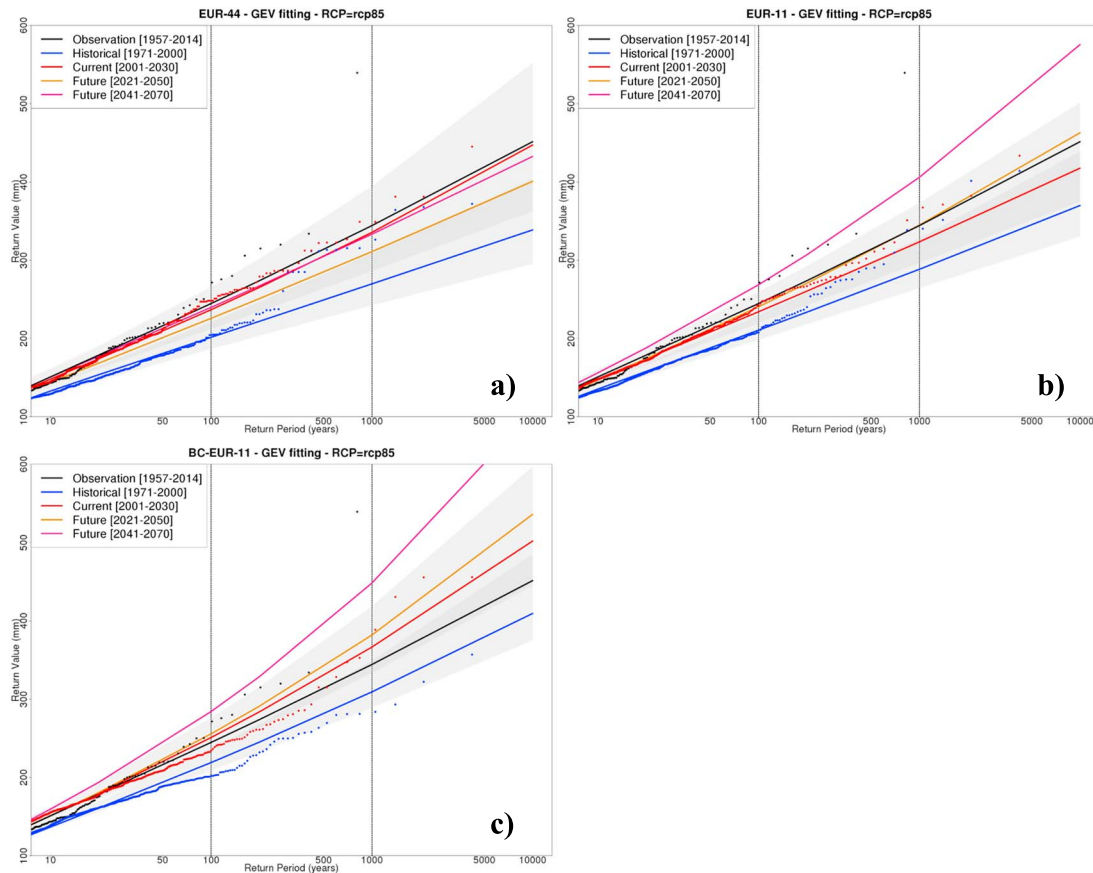 EUR-44 - GEV fitting - RCP=rcp85
600
500
400
300
200
100
Return Value (mm)
Observation [1957-2014]
Historical [1971-2000]
Current [2001-2030]
Future [2021-2050]
Future [2041-2070]
a)
10
50
100
500
1000
5000
10000
Return Period (years)
EUR-11 - GEV fitting - RCP=rcp85
600
500
400
300
200
100
Return Value (mm)
Observation [1957-2014]
Historical [1971-2000]
Current [2001-2030]
Future [2021-2050]
Future [2041-2070]
b)
10
50
100
500
1000
5000
10000
Return Period (years)
BC-EUR-11 - GEV fitting - RCP=rcp85
600
500
400
300
200
100
Return Value (mm)
Observation [1957-2014]
Historical [1971-2000]
Current [2001-2030]
Future [2021-2050]
Future [2041-2070]
c)
10
50
100
500
1000
5000
10000
Return Period (years)